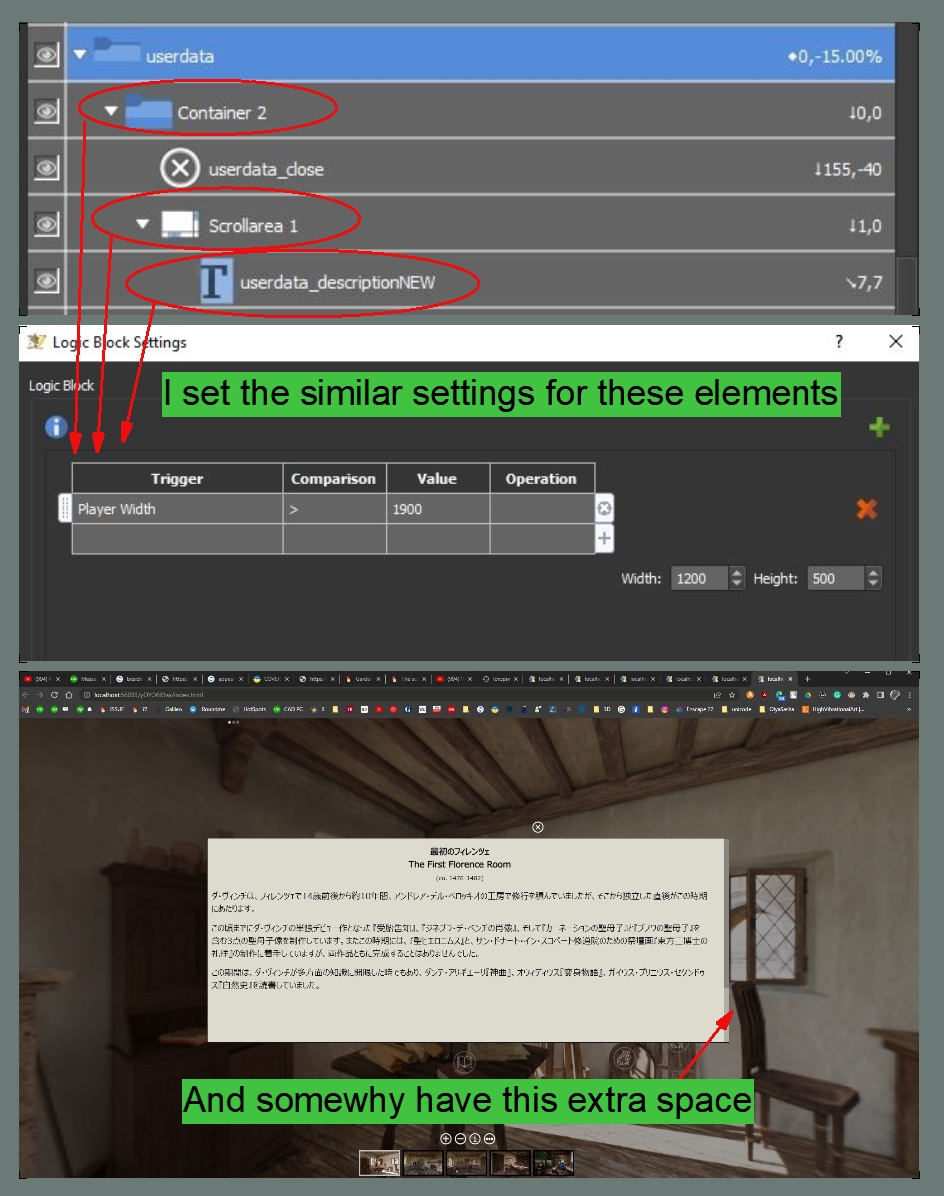 userdata
0,-15.00%
Container 2
0,0
userdata_close
155,-40
Scrollarea 1
1,0
userdata_descriptionNEW
7,7
Logic Block Settings
?
Logic Block
I set the similar settings for these elements
Trigger Comparison Value Operation
Player Width > 1900
Width: 1200 Height: 500
localhost:56033/yOYO6Xhw/index.html
ISSUE Galileo Boundme HotSpots CAD PC 3D Enscape 22 unicode OlyaSasha HighVibrationalArt |...
最初のフィレンツェ
The First Florence Room
(ca. 1478-1482)
ダ・ヴィンチは、フィレンツェで14歳前後から約10年間、アンドレア・デル・ベロッキオの工房で修行を積んでいましたが、そこから独立した直後がこの時期
にあたります。
この頃までにダ・ヴィンチの単独デビュー作となった『受胎告知』、『ジネブラ・デ・ベンチの肖像』、そして『カーネーションの聖母子』と『ブノワの聖母子』を
含む3点の聖母子像を制作しています。またこの時期には、『聖ヒエロニムス』と、サン・ドナート・イン・スコペート修道院のための祭壇画『東方三博士の
礼拝』の制作に着手していますが、両作品ともに完成することはありませんでした。
この期間は、ダ・ヴィンチが多方面の知識に開眼した時でもあり、ダンテ・アリギエーリ『神曲』、オウィディウス『変身物語』、ガイウス・プリニウス・セクンドゥ
ス『自然史』を読書していました。
And somewhy have this extra space